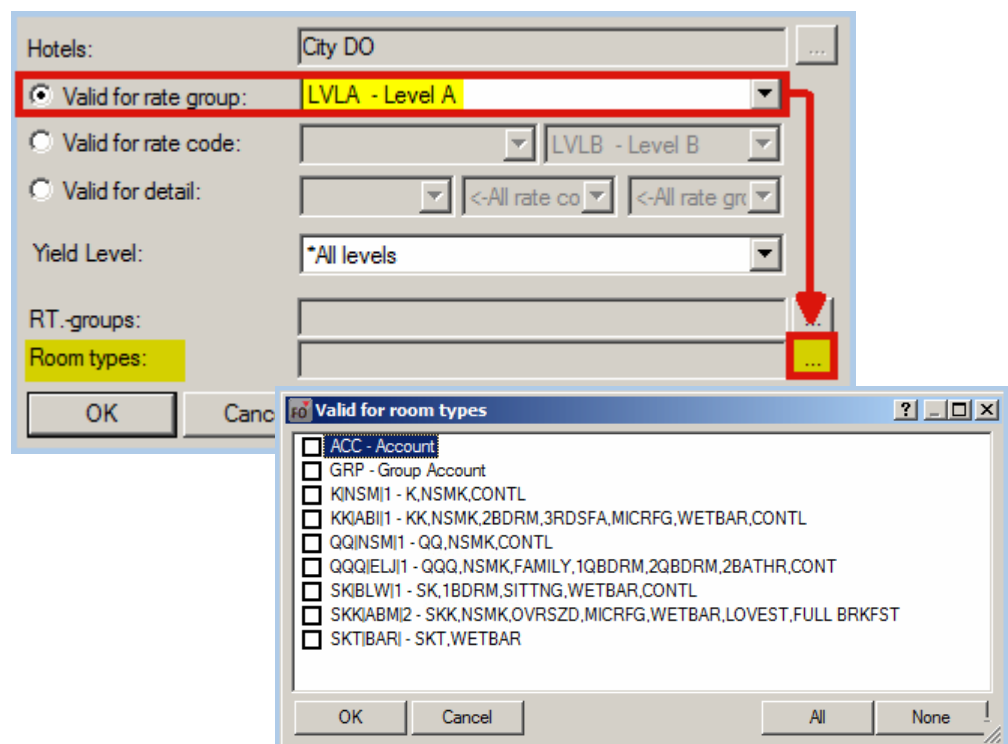 Hotels: City DO ...
Valid for rate group: LVLA - Level A
Valid for rate code: LVLB - Level B
Valid for detail: <-All rate co <-All rate gr
Yield Level: *All levels
RT.-groups: ...
Room types: ...
OK Canc
FO Valid for room types
ACC - Account
GRP - Group Account
K|NSM|1 - K,NSMK,CONTL
KK|ABI|1 - KK,NSMK,2BDRM,3RDSFA,MICRFG,WETBAR,CONTL
QQ|NSM|1 - QQ,NSMK,CONTL
QQQ|ELJ|1 - QQQ,NSMK,FAMILY,1QBDRM,2QBDRM,2BATHR,CONT
SK|BLW|1 - SK,1BDRM,SITTNG,WETBAR,CONTL
SKK|ABM|2 - SKK,NSMK,OVRSZD,MICRFG,WETBAR,LOVEST,FULL BRKFST
SKT|BAR| - SKT,WETBAR
OK Cancel All None